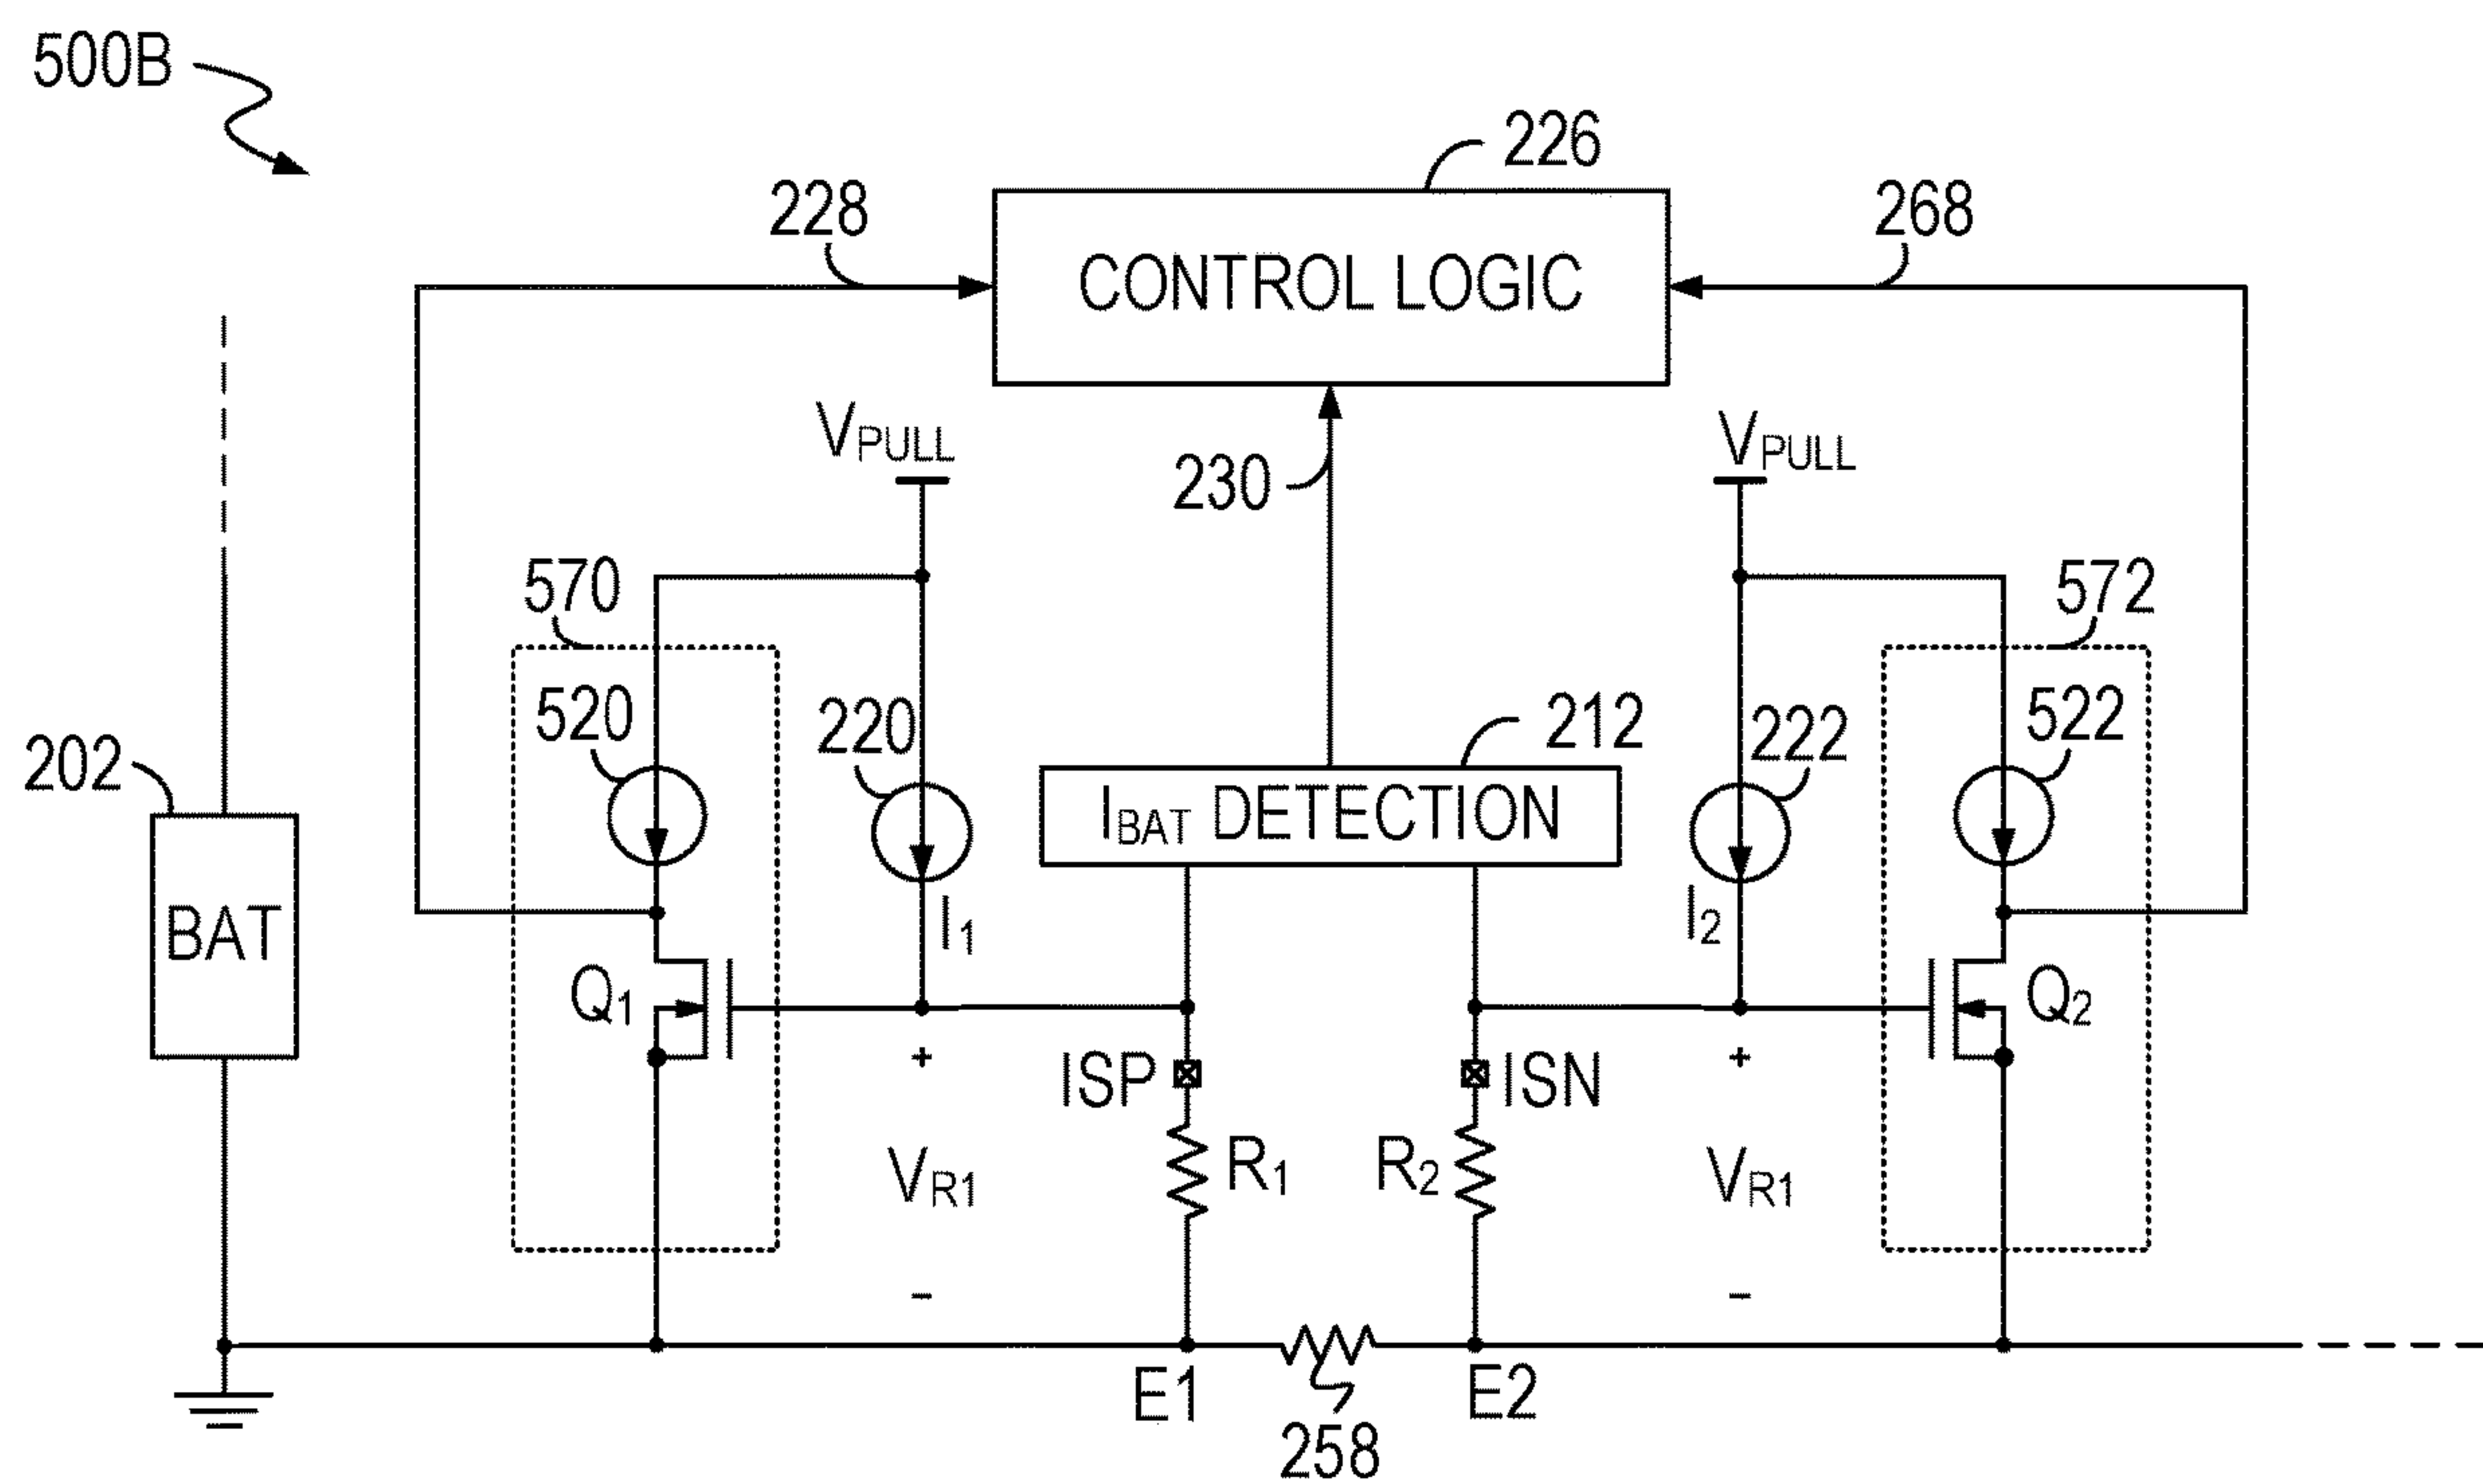 500B
226
228
268
CONTROL LOGIC
VPULL
VPULL
230
570
572
520
220
212
222
522
202
IBAT DETECTION
BAT
I1
I2
Q1
Q2
+
+
ISP
ISN
R1
R2
VR1
VR1
-
-
E1
E2
258